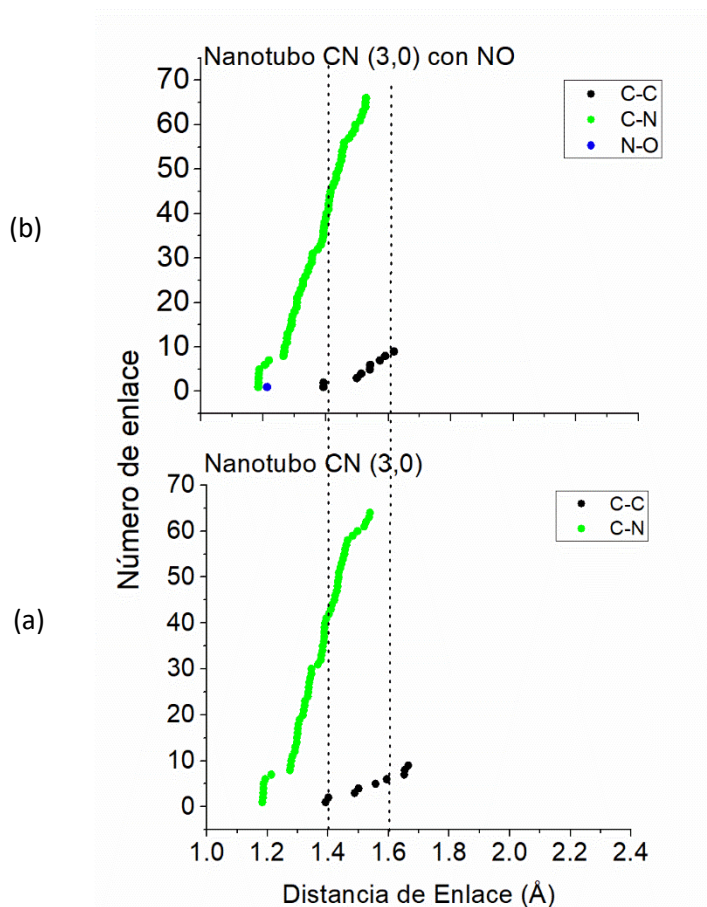 Nanotubo CN (3,0) con NO
70
60
50
40
30
20
10
0
C-C
C-N
N-O
(b)
Número de enlace
Nanotubo CN (3,0)
70
60
50
40
30
20
10
0
C-C
C-N
(a)
1.0 1.2 1.4 1.6 1.8 2.0 2.2 2.4
Distancia de Enlace (Å)